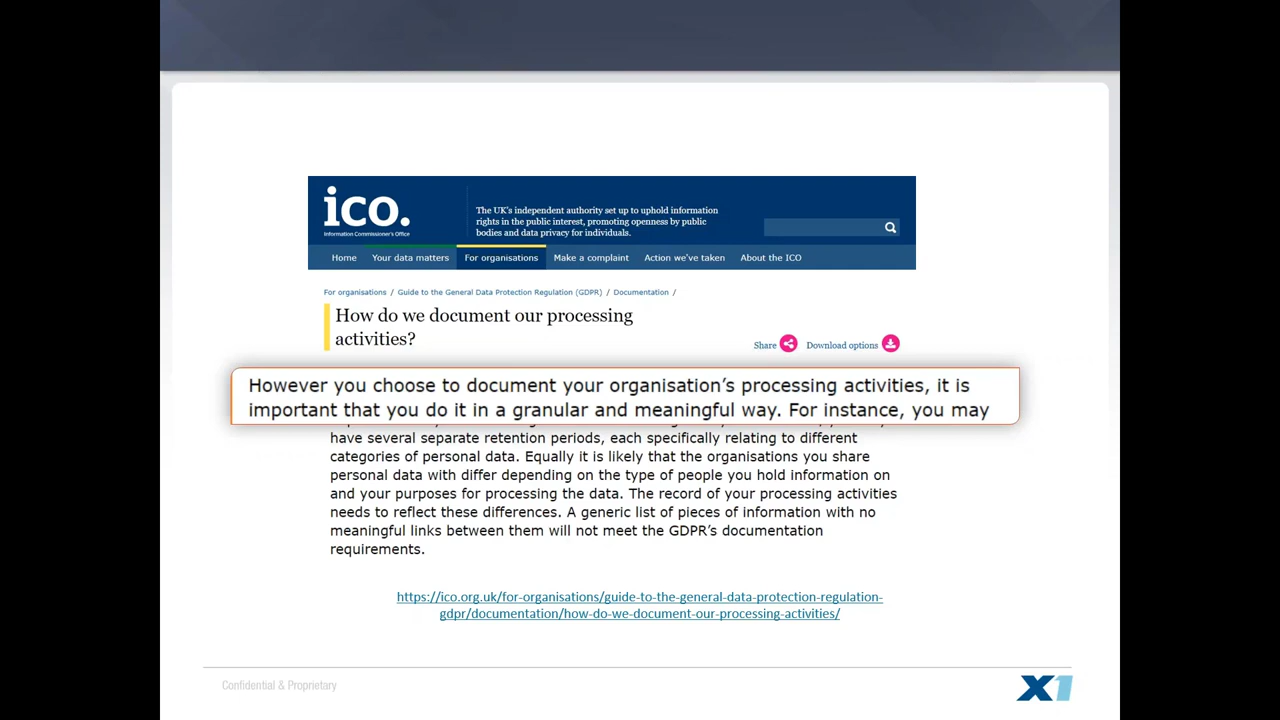 ico.
Information Commissioner's Office
The UK's independent authority set up to uphold information
rights in the public interest, promoting openness by public
bodies and data privacy for individuals.
Home Your data matters For organisations Make a complaint Action we've taken About the ICO
For organisations / Guide to the General Data Protection Regulation (GDPR) / Documentation /
How do we document our processing
activities?
Share Download options
However you choose to document your organisation's processing activities, it is
important that you do it in a granular and meaningful way. For instance, you may
have several separate retention periods, each specifically relating to different
categories of personal data. Equally it is likely that the organisations you share
personal data with differ depending on the type of people you hold information on
and your purposes for processing the data. The record of your processing activities
needs to reflect these differences. A generic list of pieces of information with no
meaningful links between them will not meet the GDPR's documentation
requirements.
https://ico.org.uk/for-organisations/guide-to-the-general-data-protection-regulation-
gdpr/documentation/how-do-we-document-our-processing-activities/
Confidential & Proprietary
X1